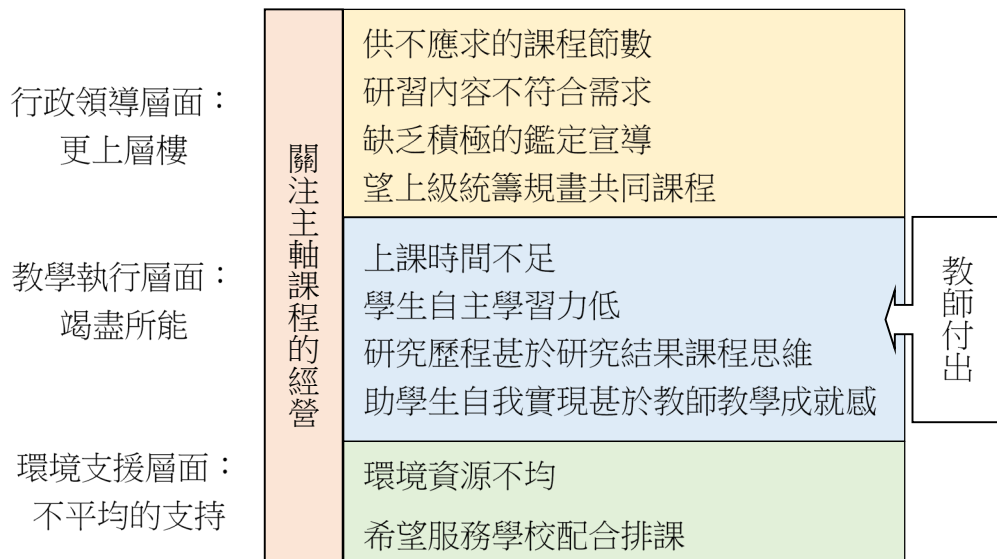 行政領導層面：
更上層樓
教學執行層面：
竭盡所能
環境支援層面：
不平均的支持
關注主軸課程的經營
供不應求的課程節數
研習內容不符合需求
缺乏積極的鑑定宣導
望上級統籌規畫共同課程
上課時間不足
學生自主學習力低
研究歷程甚於研究結果課程思維
助學生自我實現甚於教師教學成就感
環境資源不均
希望服務學校配合排課
教師付出